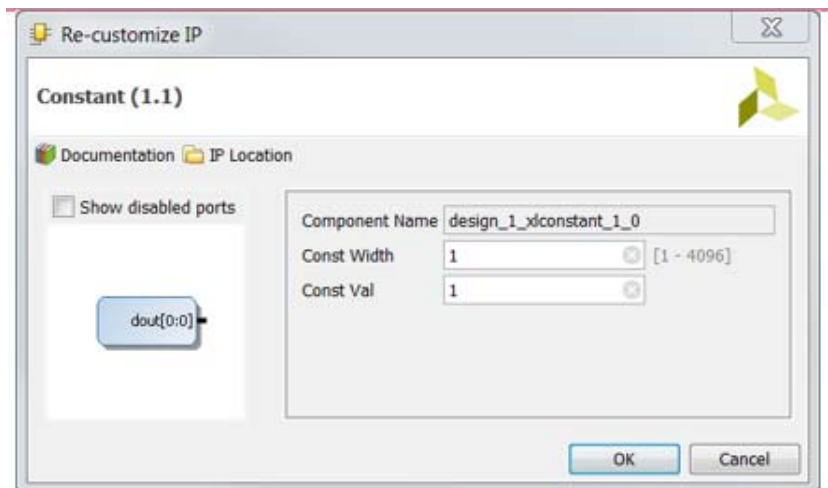 Re-customize IP
Constant (1.1)
Documentation IP Location
Show disabled ports
Component Name design_1_xlconstant_1_0
Const Width 1 [1 - 4096]
Const Val 1
dout[0:0]
OK Cancel